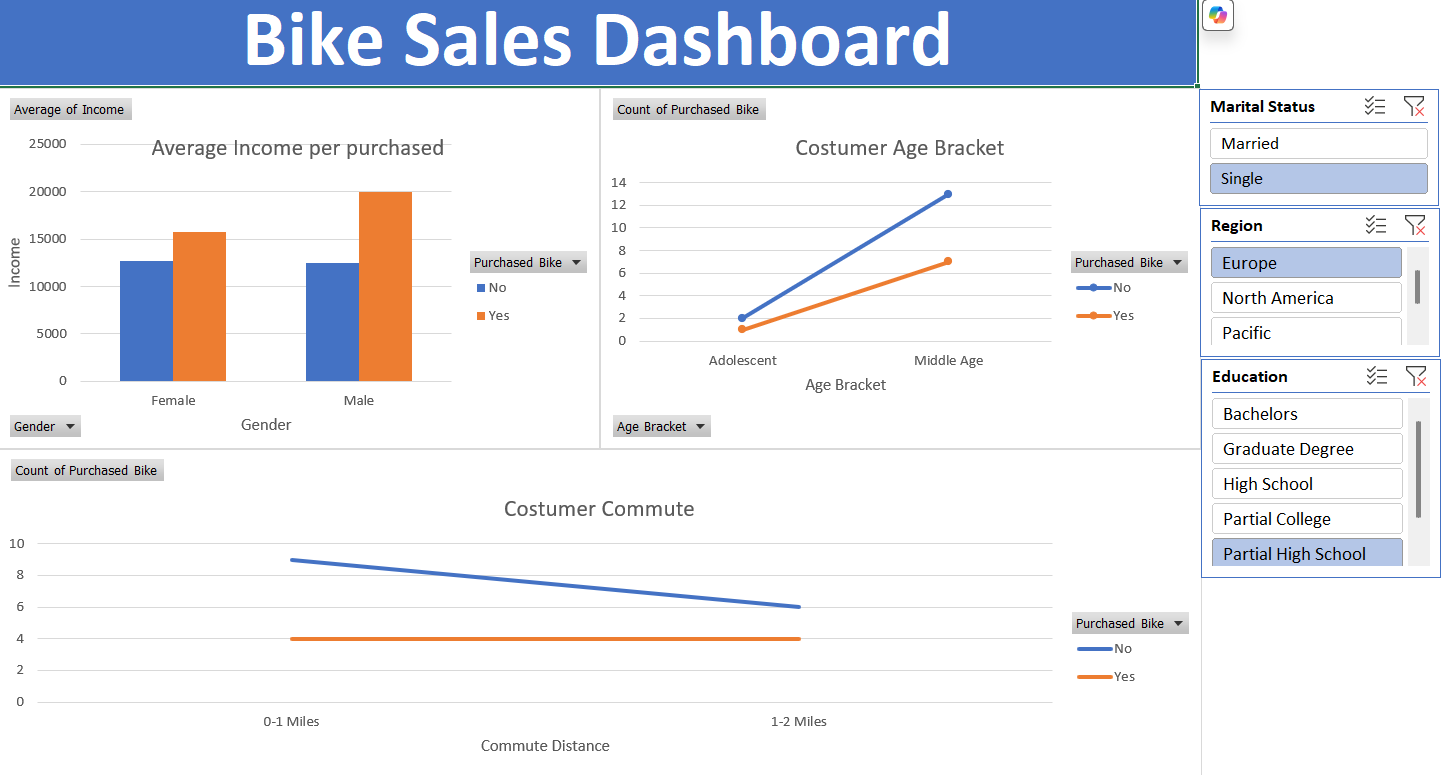 Bike Sales Dashboard
Average of Income
Average Income per purchased
25000
20000
15000
10000
5000
0
Income
Female
Male
Gender
Gender
Purchased Bike
No
Yes
Count of Purchased Bike
Costumer Age Bracket
14
12
10
8
6
4
2
0
Adolescent
Middle Age
Age Bracket
Age Bracket
Purchased Bike
No
Yes
Count of Purchased Bike
Costumer Commute
10
8
6
4
2
0
0-1 Miles
1-2 Miles
Commute Distance
Purchased Bike
No
Yes
Marital Status
Married
Single
Region
Europe
North America
Pacific
Education
Bachelors
Graduate Degree
High School
Partial College
Partial High School